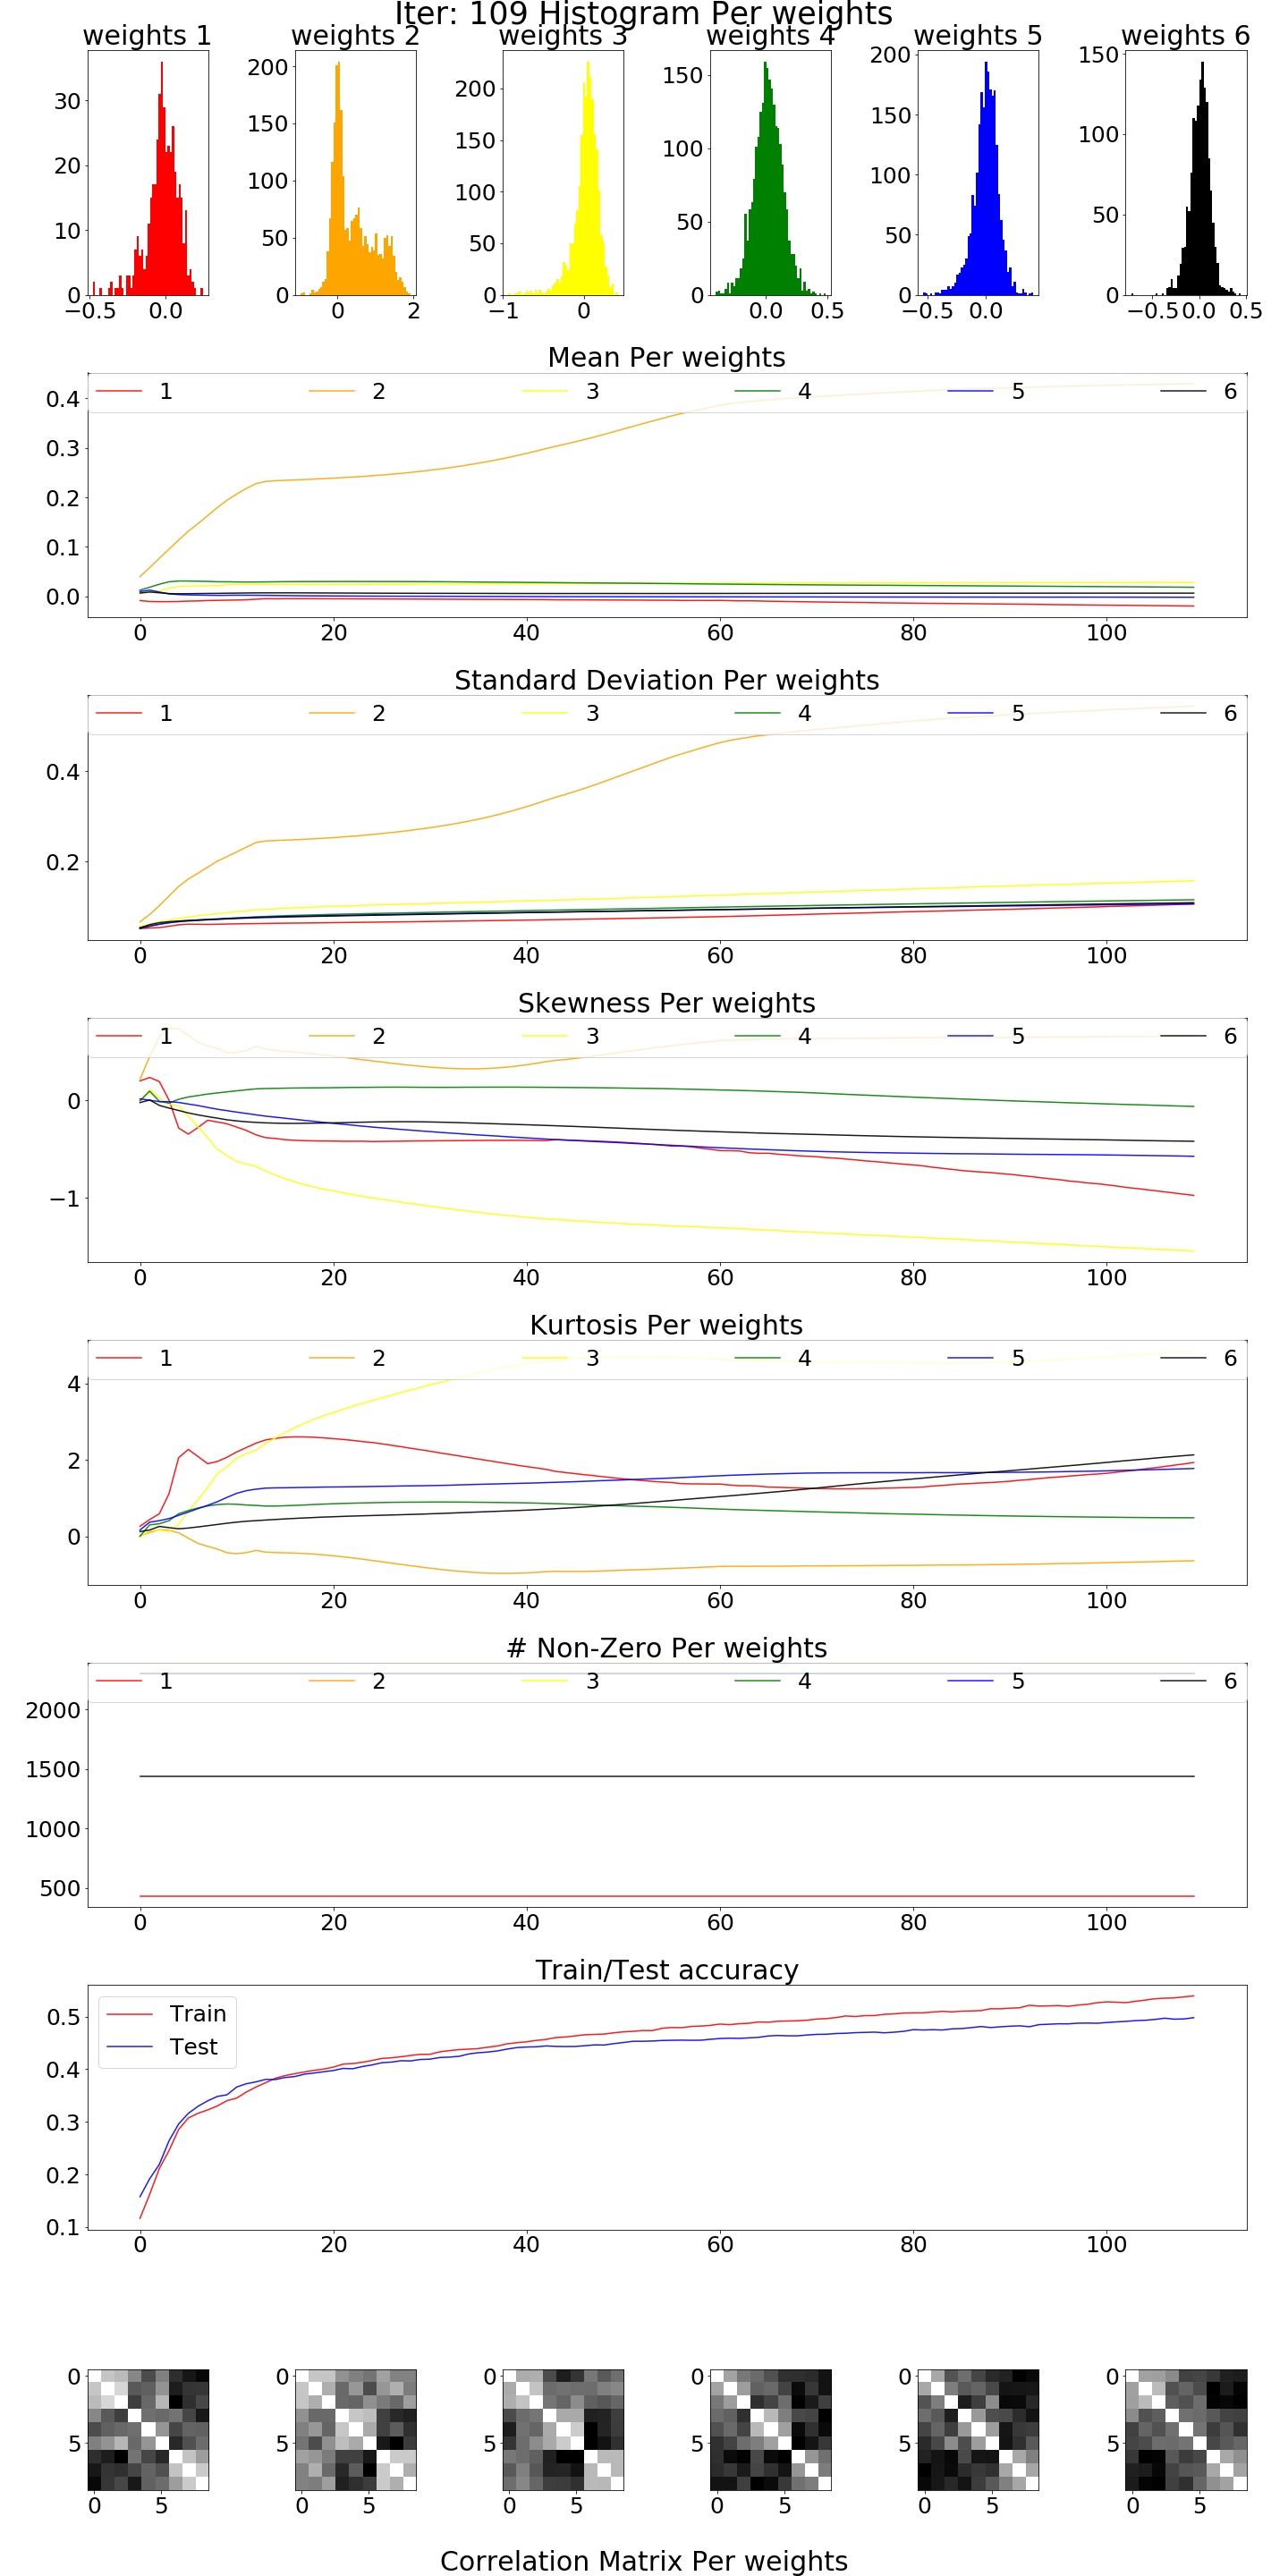 Iter: 109 Histogram Per weights
weights 1 weights 2 weights 3 weights 4 weights 5 weights 6
30 200 200 150 200 150
20 150 150 100 150 100
10 100 100 50 100 50
0 50 50 0 50 0
0 0 0
−0.5 0.0 0 2 −1 0 0.0 0.5 −0.5 0.0 −0.5 0.0 0.5
Mean Per weights
1 2 3 4 5 6
0.4
0.3
0.2
0.1
0.0
0 20 40 60 80 100
Standard Deviation Per weights
1 2 3 4 5 6
0.4
0.2
0 20 40 60 80 100
Skewness Per weights
1 2 3 4 5 6
0
−1
0 20 40 60 80 100
Kurtosis Per weights
1 2 3 4 5 6
4
2
0
0 20 40 60 80 100
# Non-Zero Per weights
1 2 3 4 5 6
2000
1500
1000
500
0 20 40 60 80 100
Train/Test accuracy
0.5
Train
Test
0.4
0.3
0.2
0.1
0 20 40 60 80 100
0 0 0 0 0 0
5 5 5 5 5 5
0 5 0 5 0 5 0 5 0 5 0 5
Correlation Matrix Per weights